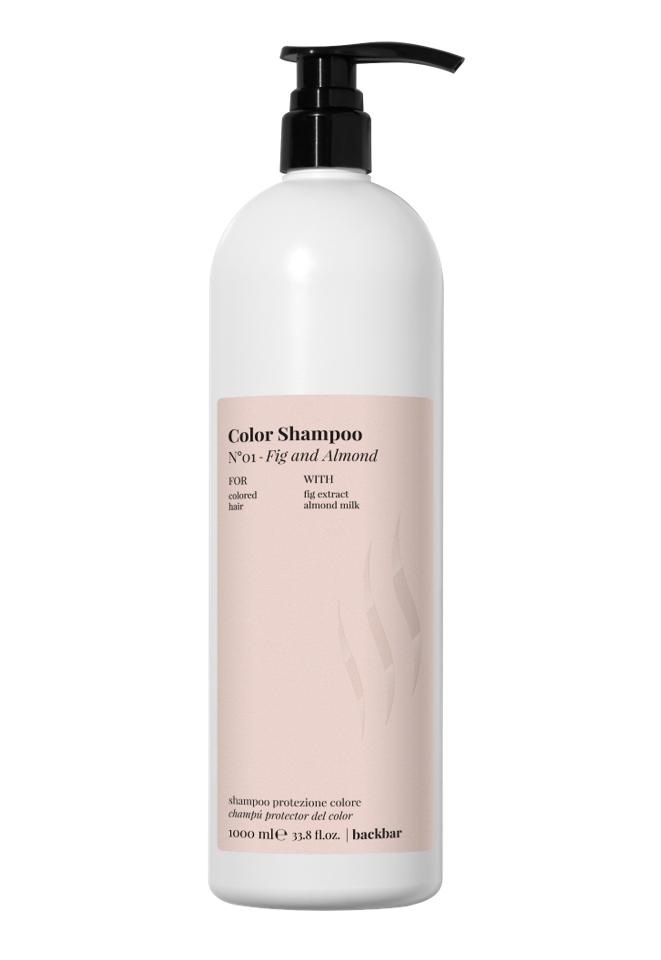 Color Shampoo
N°01 - Fig and Almond
FOR
colored
hair
WITH
fig extract
almond milk
shampoo protezione colore
champú protector del color
1000 ml ℮ 33.8 fl.oz. | backbar